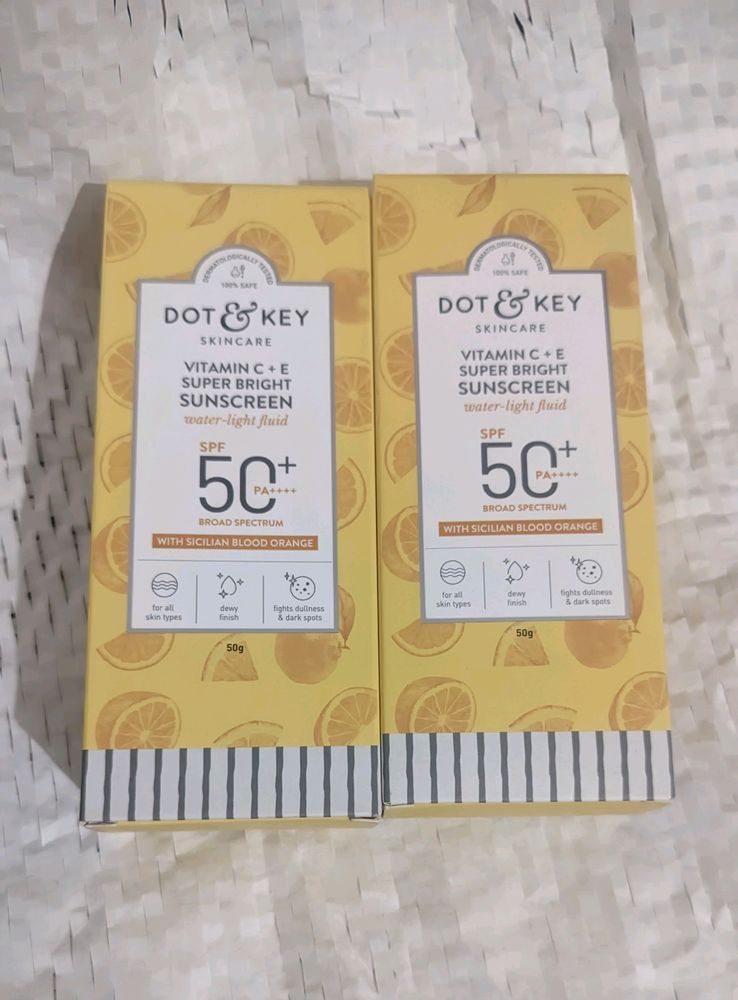 DERMATOLOGICALLY TESTED
100% SAFE
DOT & KEY
SKINCARE
VITAMIN C + E
SUPER BRIGHT
SUNSCREEN
water-light fluid
SPF
50+
PA++++
BROAD SPECTRUM
WITH SICILIAN BLOOD ORANGE
for all
skin types
dewy
finish
fights dullness
& dark spots
50g
DERMATOLOGICALLY TESTED
100% SAFE
DOT & KEY
SKINCARE
VITAMIN C + E
SUPER BRIGHT
SUNSCREEN
water-light fluid
SPF
50+
PA++++
BROAD SPECTRUM
WITH SICILIAN BLOOD ORANGE
for all
skin types
dewy
finish
fights dullness
& dark spots
50g